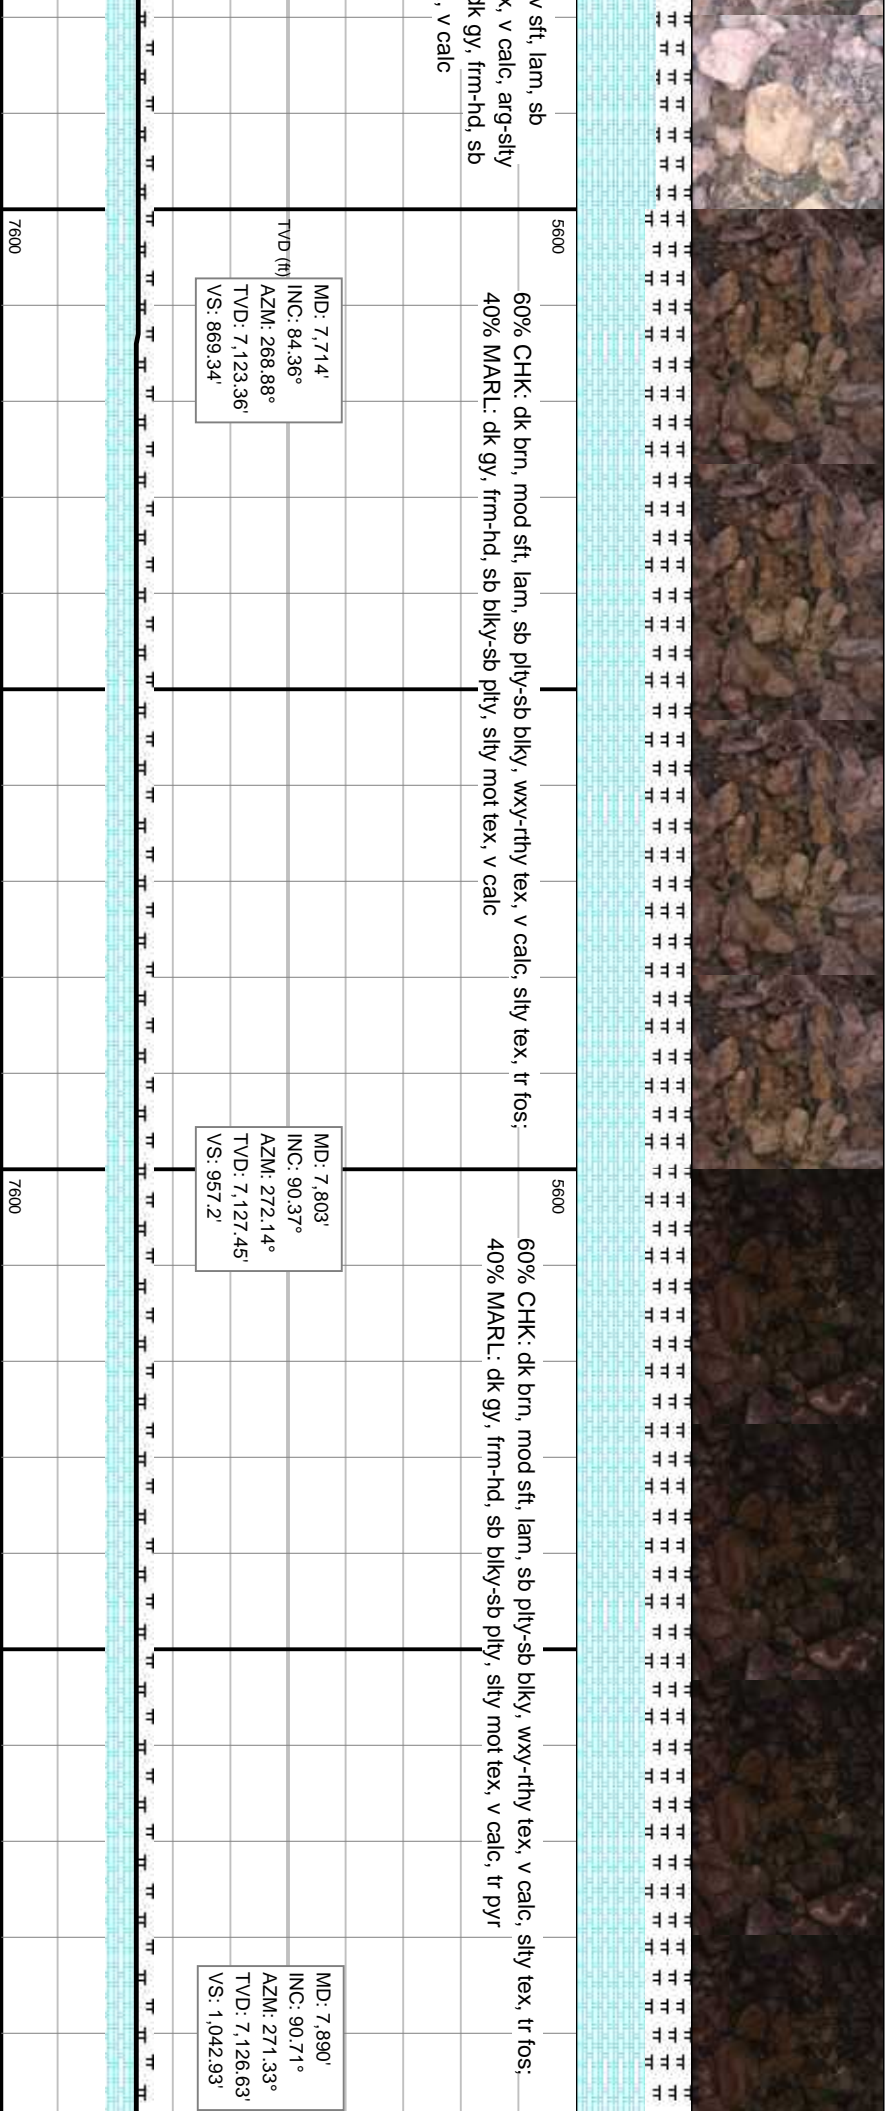 v sft, lam, sb
x, v calc, arg-slty
dk gy, frm-hd, sb
, v calc
5600
TVD (ft)
7600
MD: 7,714'
INC: 84.36°
AZM: 268.88°
TVD: 7,123.36'
VS: 869.34'
60% CHK: dk brn, mod sft, lam, sb plty-sb blky, wxy-rthy tex, v calc, slty tex, tr fos;
40% MARL: dk gy, frm-hd, sb blky-sb plty, slty mot tex, v calc
5600
7600
MD: 7,803'
INC: 90.37°
AZM: 272.14°
TVD: 7,127.45'
VS: 957.2'
60% CHK: dk brn, mod sft, lam, sb plty-sb blky, wxy-rthy tex, v calc, slty tex, tr fos;
40% MARL: dk gy, frm-hd, sb blky-sb plty, slty mot tex, v calc, tr pyr
MD: 7,890'
INC: 90.71°
AZM: 271.33°
TVD: 7,126.63'
VS: 1,042.93'